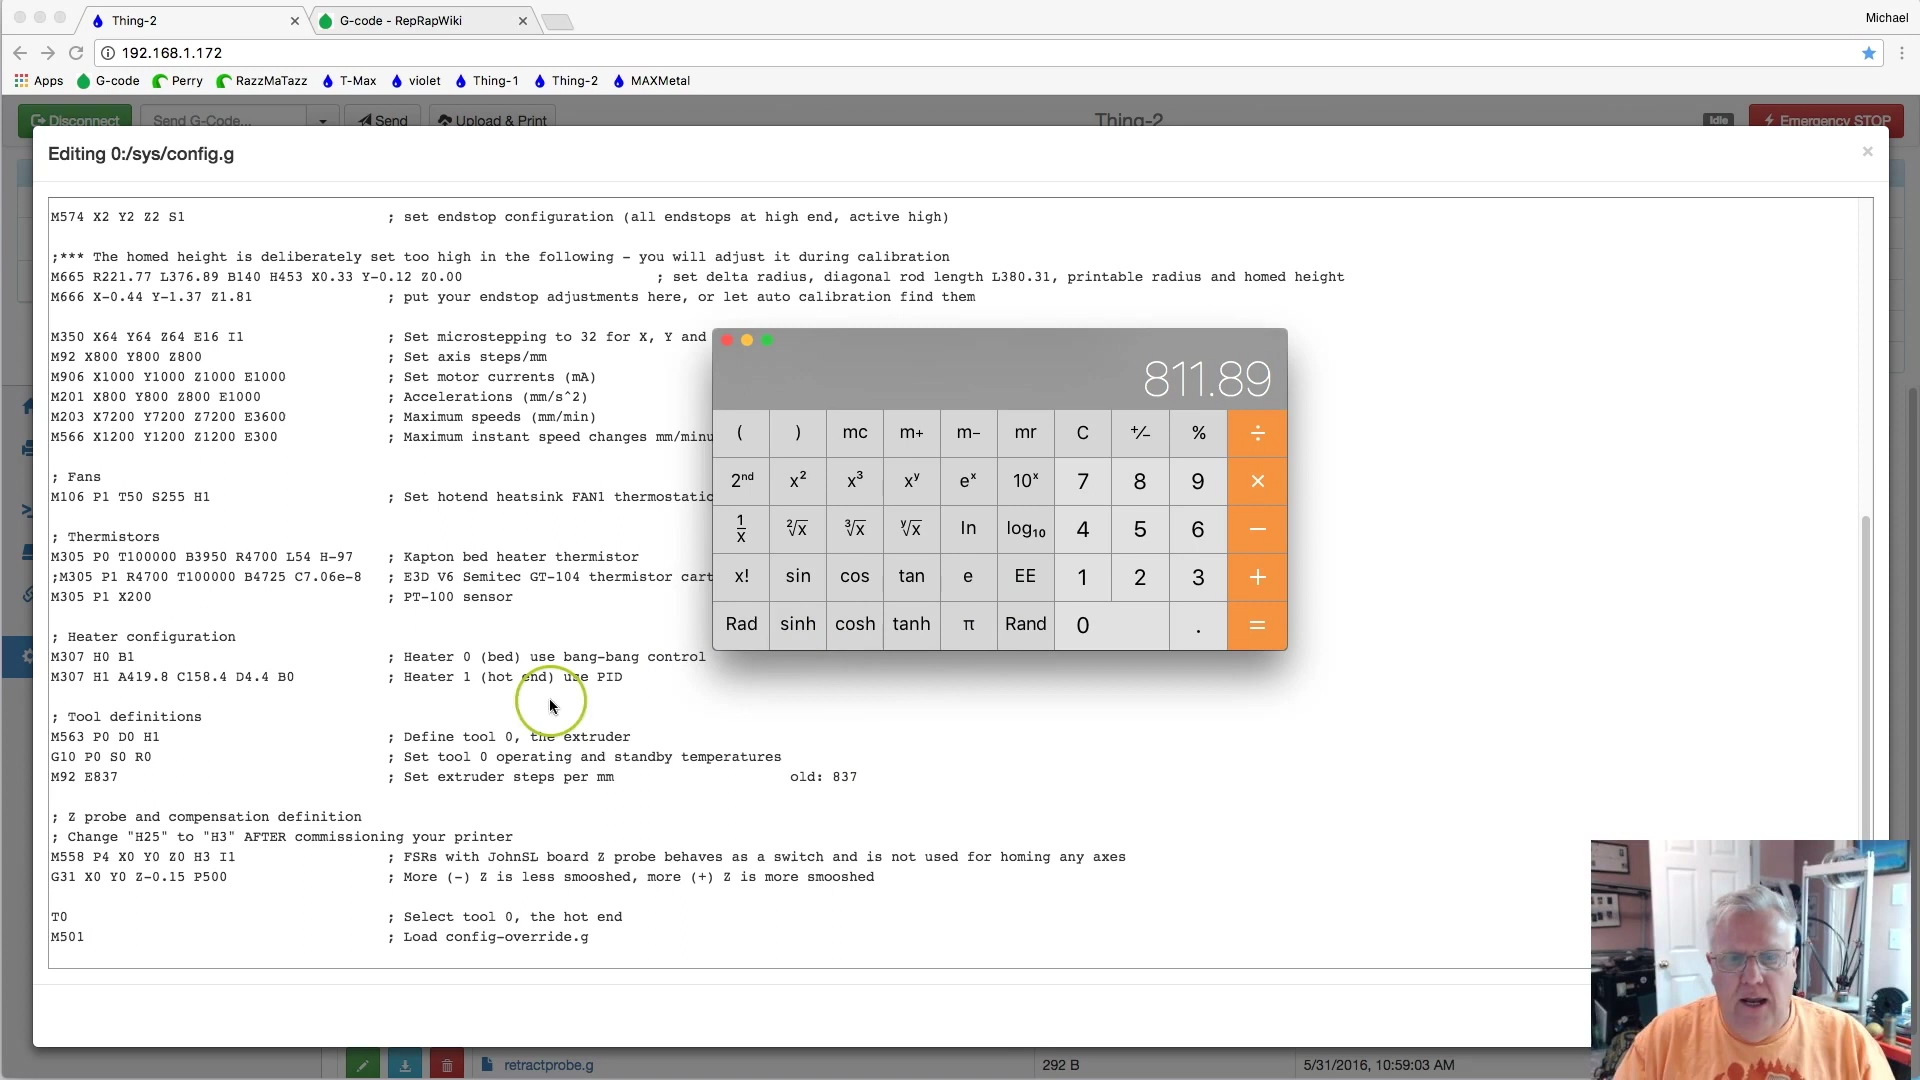 Thing-2
G-code - RepRapWiki
Michael
192.168.1.172
Apps G-code Perry RazzMaTazz T-Max violet Thing-1 Thing-2 MAXMetal
Disconnect Send G-Code... Send Upload & Print Thing-2 Idle Emergency STOP
Editing 0:/sys/config.g
M574 X2 Y2 Z2 S1 ; set endstop configuration (all endstops at high end, active high)
;*** The homed height is deliberately set too high in the following - you will adjust it during calibration
M665 R221.77 L376.89 B140 H453 X0.33 Y-0.12 Z0.00 ; set delta radius, diagonal rod length L380.31, printable radius and homed height
M666 X-0.44 Y-1.37 Z1.81 ; put your endstop adjustments here, or let auto calibration find them
M350 X64 Y64 Z64 E16 I1 ; Set microstepping to 32 for X, Y and
M92 X800 Y800 Z800 ; Set axis steps/mm
M906 X1000 Y1000 Z1000 E1000 ; Set motor currents (mA)
M201 X800 Y800 Z800 E1000 ; Accelerations (mm/s^2)
M203 X7200 Y7200 Z7200 E3600 ; Maximum speeds (mm/min)
M566 X1200 Y1200 Z1200 E300 ; Maximum instant speed changes mm/minu
; Fans
M106 P1 T50 S255 H1 ; Set hotend heatsink FAN1 thermostatic
; Thermistors
M305 P0 T100000 B3950 R4700 L54 H-97 ; Kapton bed heater thermistor
;M305 P1 R4700 T100000 B4725 C7.06e-8 ; E3D V6 Semitec GT-104 thermistor cart
M305 P1 X200 ; PT-100 sensor
; Heater configuration
M307 H0 B1 ; Heater 0 (bed) use bang-bang control
M307 H1 A419.8 C158.4 D4.4 B0 ; Heater 1 (hot end) use PID
; Tool definitions
M563 P0 D0 H1 ; Define tool 0, the extruder
G10 P0 S0 R0 ; Set tool 0 operating and standby temperatures
M92 E837 ; Set extruder steps per mm old: 837
; Z probe and compensation definition
; Change "H25" to "H3" AFTER commissioning your printer
M558 P4 X0 Y0 Z0 H3 I1 ; FSRs with JohnSL board Z probe behaves as a switch and is not used for homing any axes
G31 X0 Y0 Z-0.15 P500 ; More (-) Z is less smooshed, more (+) Z is more smooshed
T0 ; Select tool 0, the hot end
M501 ; Load config-override.g
811.89
( ) mc m+ m- mr C +/- % ÷
2nd x² x³ xʸ eˣ 10ˣ 7 8 9 ×
1/x ²√x ³√x ʸ√x ln log₁₀ 4 5 6 −
x! sin cos tan e EE 1 2 3 +
Rad sinh cosh tanh π Rand 0 . =
retractprobe.g 292 B 5/31/2016, 10:59:03 AM